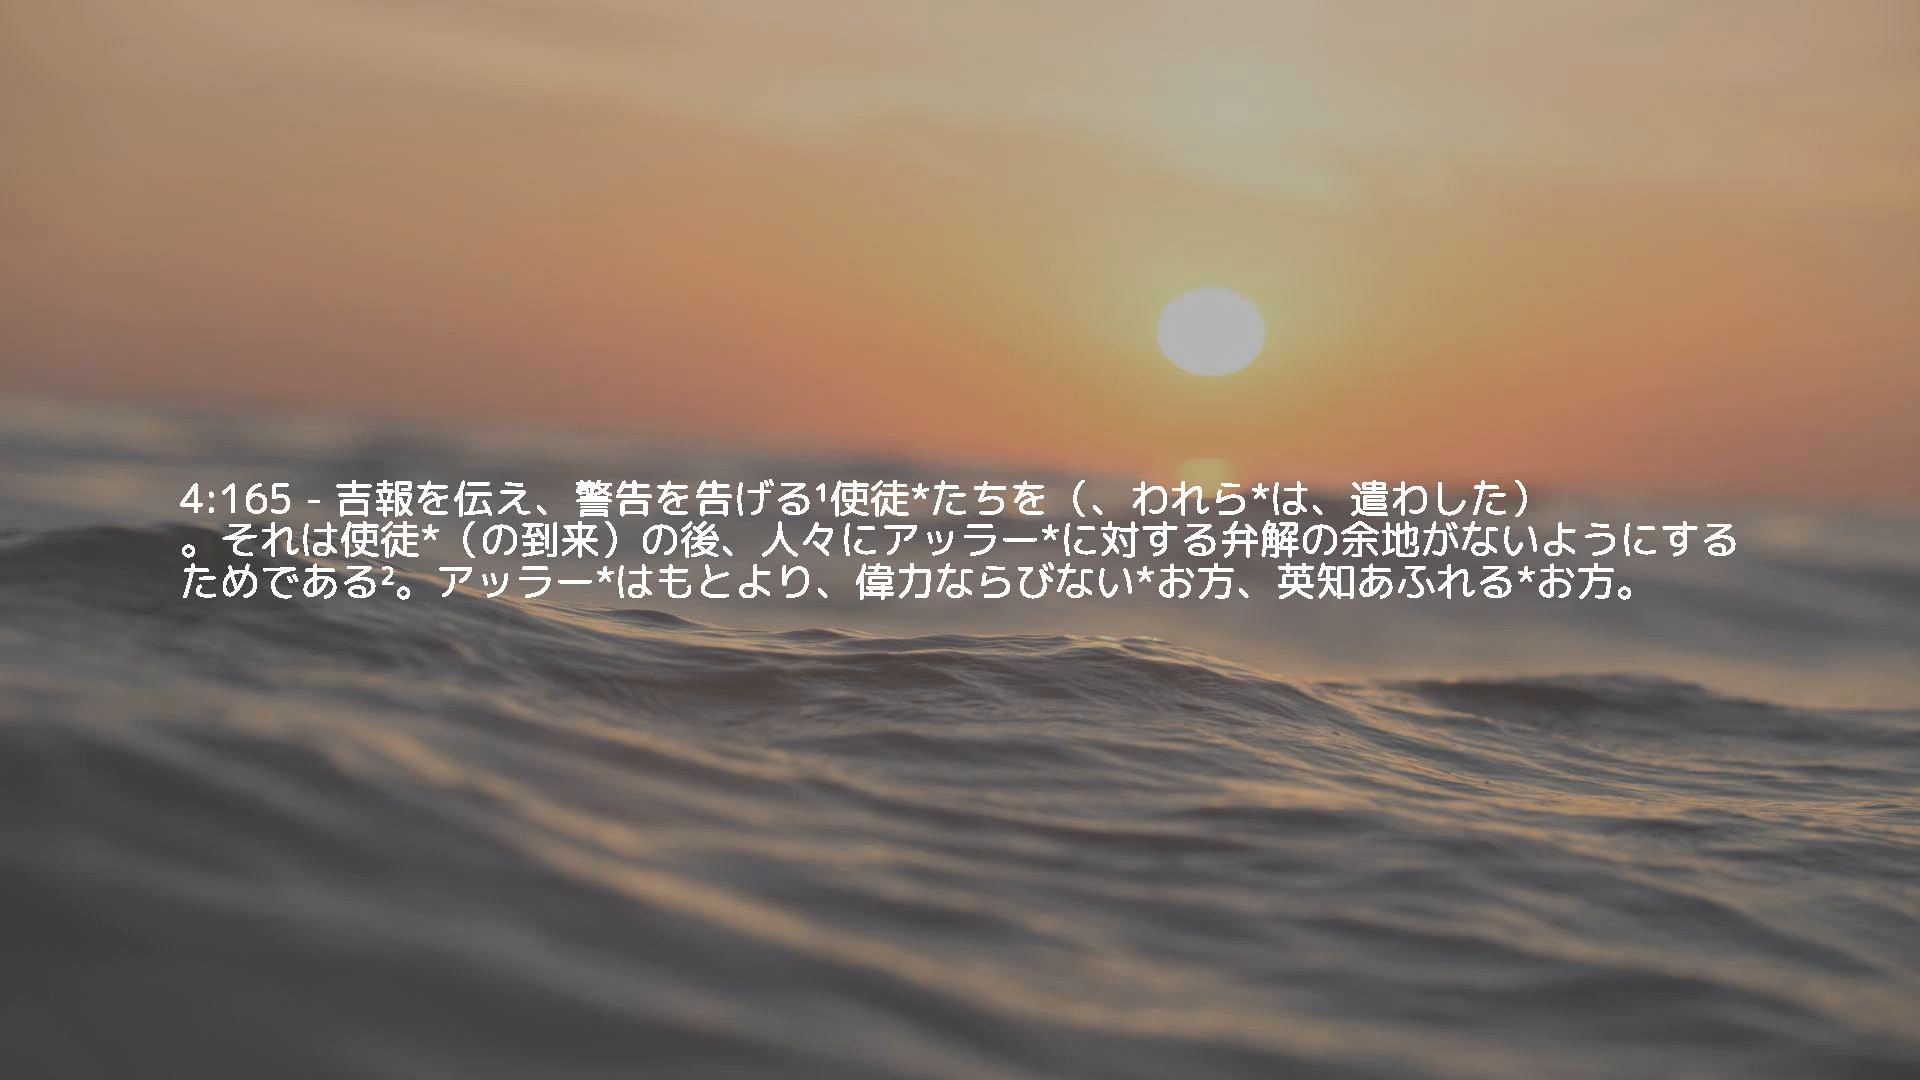 4:165 - 吉報を伝え、警告を告げる¹使徒*たちを（、われら*は、遣わした）
。それは使徒*（の到来）の後、人々にアッラー*に対する弁解の余地がないようにする
ためである²。アッラー*はもとより、偉力ならびない*お方、英知あふれる*お方。